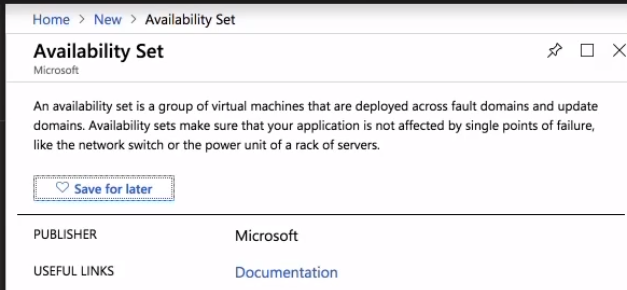 Home > New > Availability Set
Availability Set
Microsoft
An availability set is a group of virtual machines that are deployed across fault domains and update
domains. Availability sets make sure that your application is not affected by single points of failure,
like the network switch or the power unit of a rack of servers.
Save for later
PUBLISHER Microsoft
USEFUL LINKS Documentation